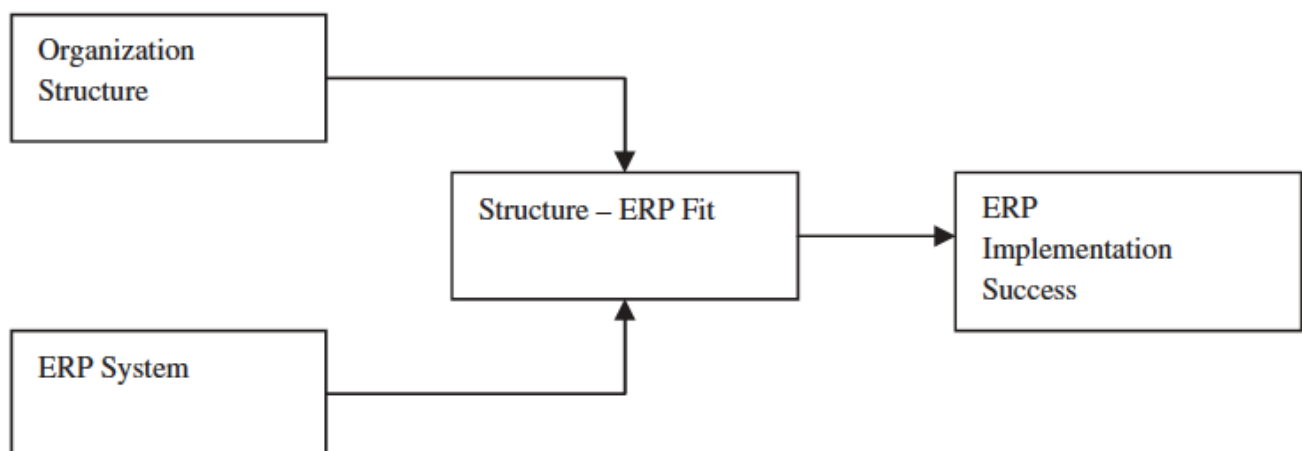 Organization
Structure
Structure – ERP Fit
ERP
Implementation
Success
ERP System